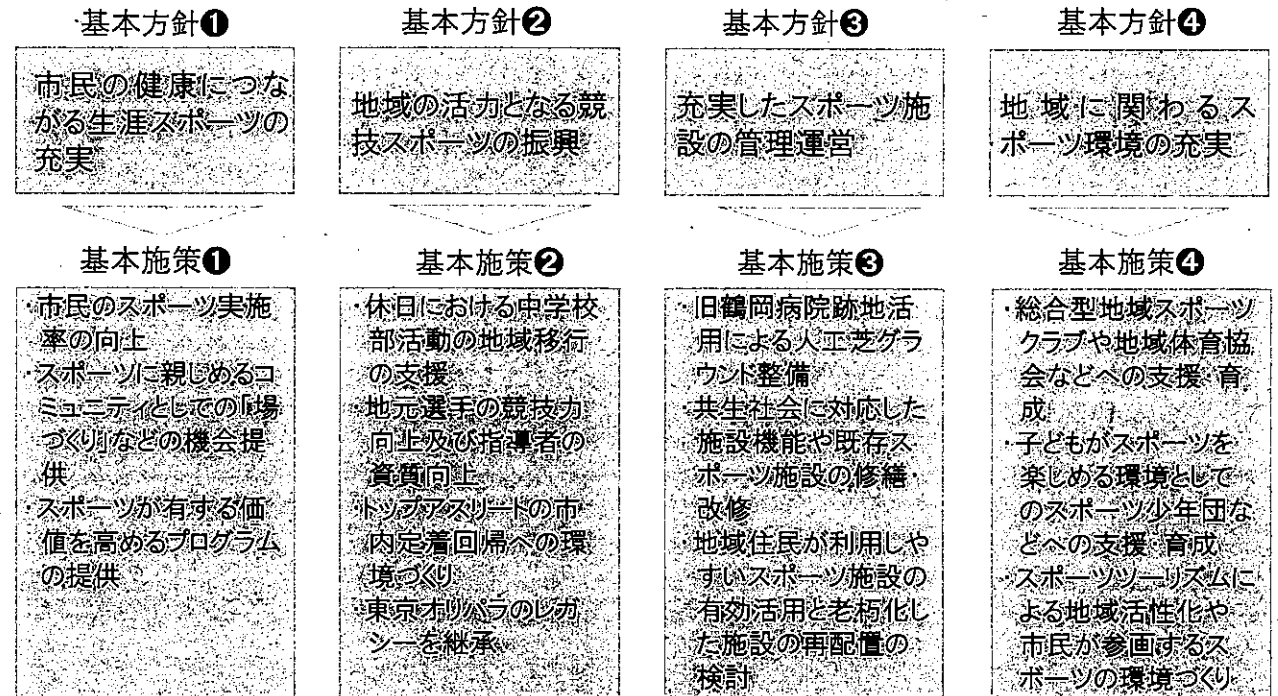 基本方針❶
市民の健康につな
がる生涯スポーツの
充実
基本方針❷
地域の活力となる競
技スポーツの振興
基本方針❸
充実したスポーツ施
設の管理運営
基本方針❹
地域に関わるス
ポーツ環境の充実
基本施策❶
・市民のスポーツ実施
率の向上
・スポーツに親しめるコ
ミュニティとしての「場
づくり」などの機会提
供
・スポーツが有する価
値を高めるプログラム
の提供
基本施策❷
・休日における中学校
部活動の地域移行
の支援
・地元選手の競技力
向上及び指導者の
資質向上
・トップアスリートの市
内定着回帰への環
境づくり
・東京オリパラのレガ
シーを継承
基本施策❸
・旧鶴岡病院跡地活
用による人工芝グラ
ウンド整備
・共生社会に対応した
施設機能や既存ス
ポーツ施設の修繕・
改修
・地域住民が利用しや
すいスポーツ施設の
有効活用と老朽化し
た施設の再配置の
検討
基本施策❹
・総合型地域スポーツ
クラブや地域体育協
会などへの支援・育
成
・子どもがスポーツを
楽しめる環境として
のスポーツ少年団な
どへの支援・育成
・スポーツツーリズムに
よる地域活性化や
市民が参画するス
ポーツの環境づくり